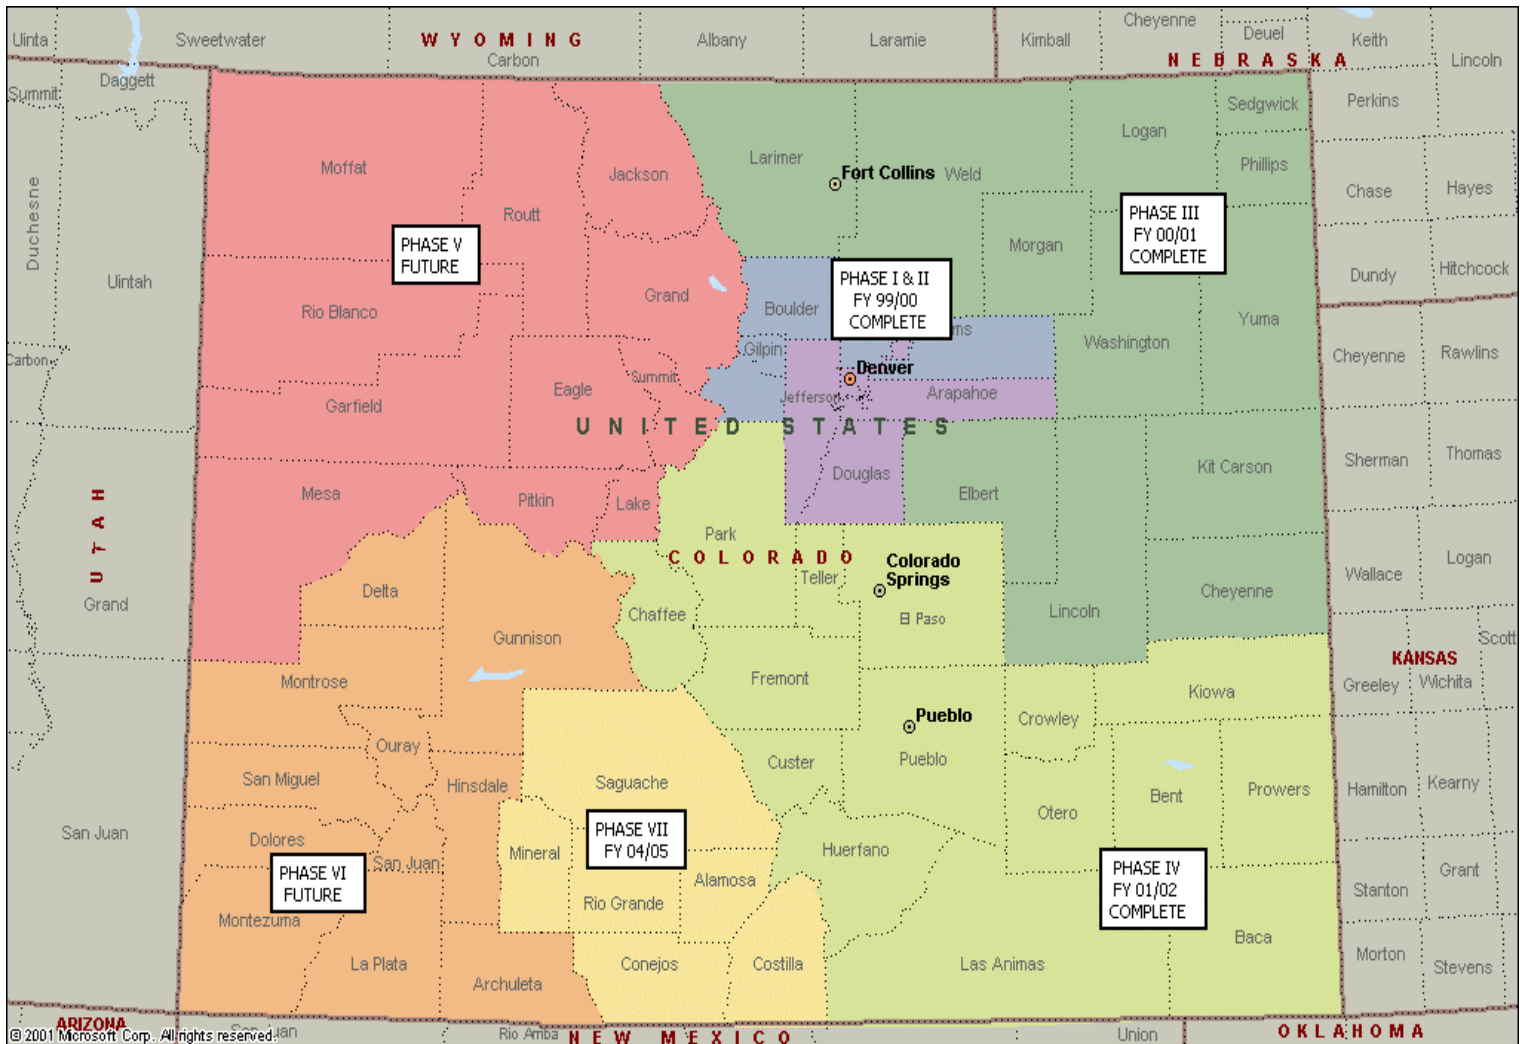 Cheyenne
Deuel
Uinta
Sweetwater
WYOMING
Albany
Laramie
Kimball
Keith
Carbon
NEBRASKA
Lincoln
Daggett
Summit
Sedgwick
Perkins
Logan
Moffat
Larimer
Fort Collins
Weld
Phillips
Jackson
Chase
Hayes
Duchesne
Routt
PHASE III
FY 00/01
COMPLETE
PHASE V
FUTURE
Morgan
Uintah
Dundy
Hitchcock
PHASE I & II
FY 99/00
COMPLETE
Grand
Boulder
Rio Blanco
ms
Yuma
Washington
Gilpin
Carbon
Cheyenne
Rawlins
Denver
Summit
Eagle
Jefferson
Arapahoe
Garfield
UNITED STATES
Kit Carson
Sherman
Thomas
Douglas
Mesa
Pitkin
Lake
Elbert
UTAH
Park
COLORADO
Colorado
Springs
Teller
Logan
Wallace
Delta
Cheyenne
Grand
Chaffee
El Paso
Lincoln
Gunnison
Scott
KANSAS
Montrose
Fremont
Kiowa
Greeley
Wichita
Pueblo
Crowley
Ouray
Custer
Pueblo
San Miguel
Hinsdale
Saguache
Bent
Prowers
Hamilton
Kearny
Otero
San Juan
Dolores
San Juan
Mineral
PHASE VII
FY 04/05
Huerfano
PHASE VI
FUTURE
Alamosa
PHASE IV
FY 01/02
COMPLETE
Grant
Stanton
Rio Grande
Montezuma
Baca
La Plata
Conejos
Costilla
Las Animas
Morton
Stevens
Archuleta
ARIZONA
San Juan
Rio Arriba
NEW MEXICO
Union
OKLAHOMA
© 2001 Microsoft Corp. All rights reserved.